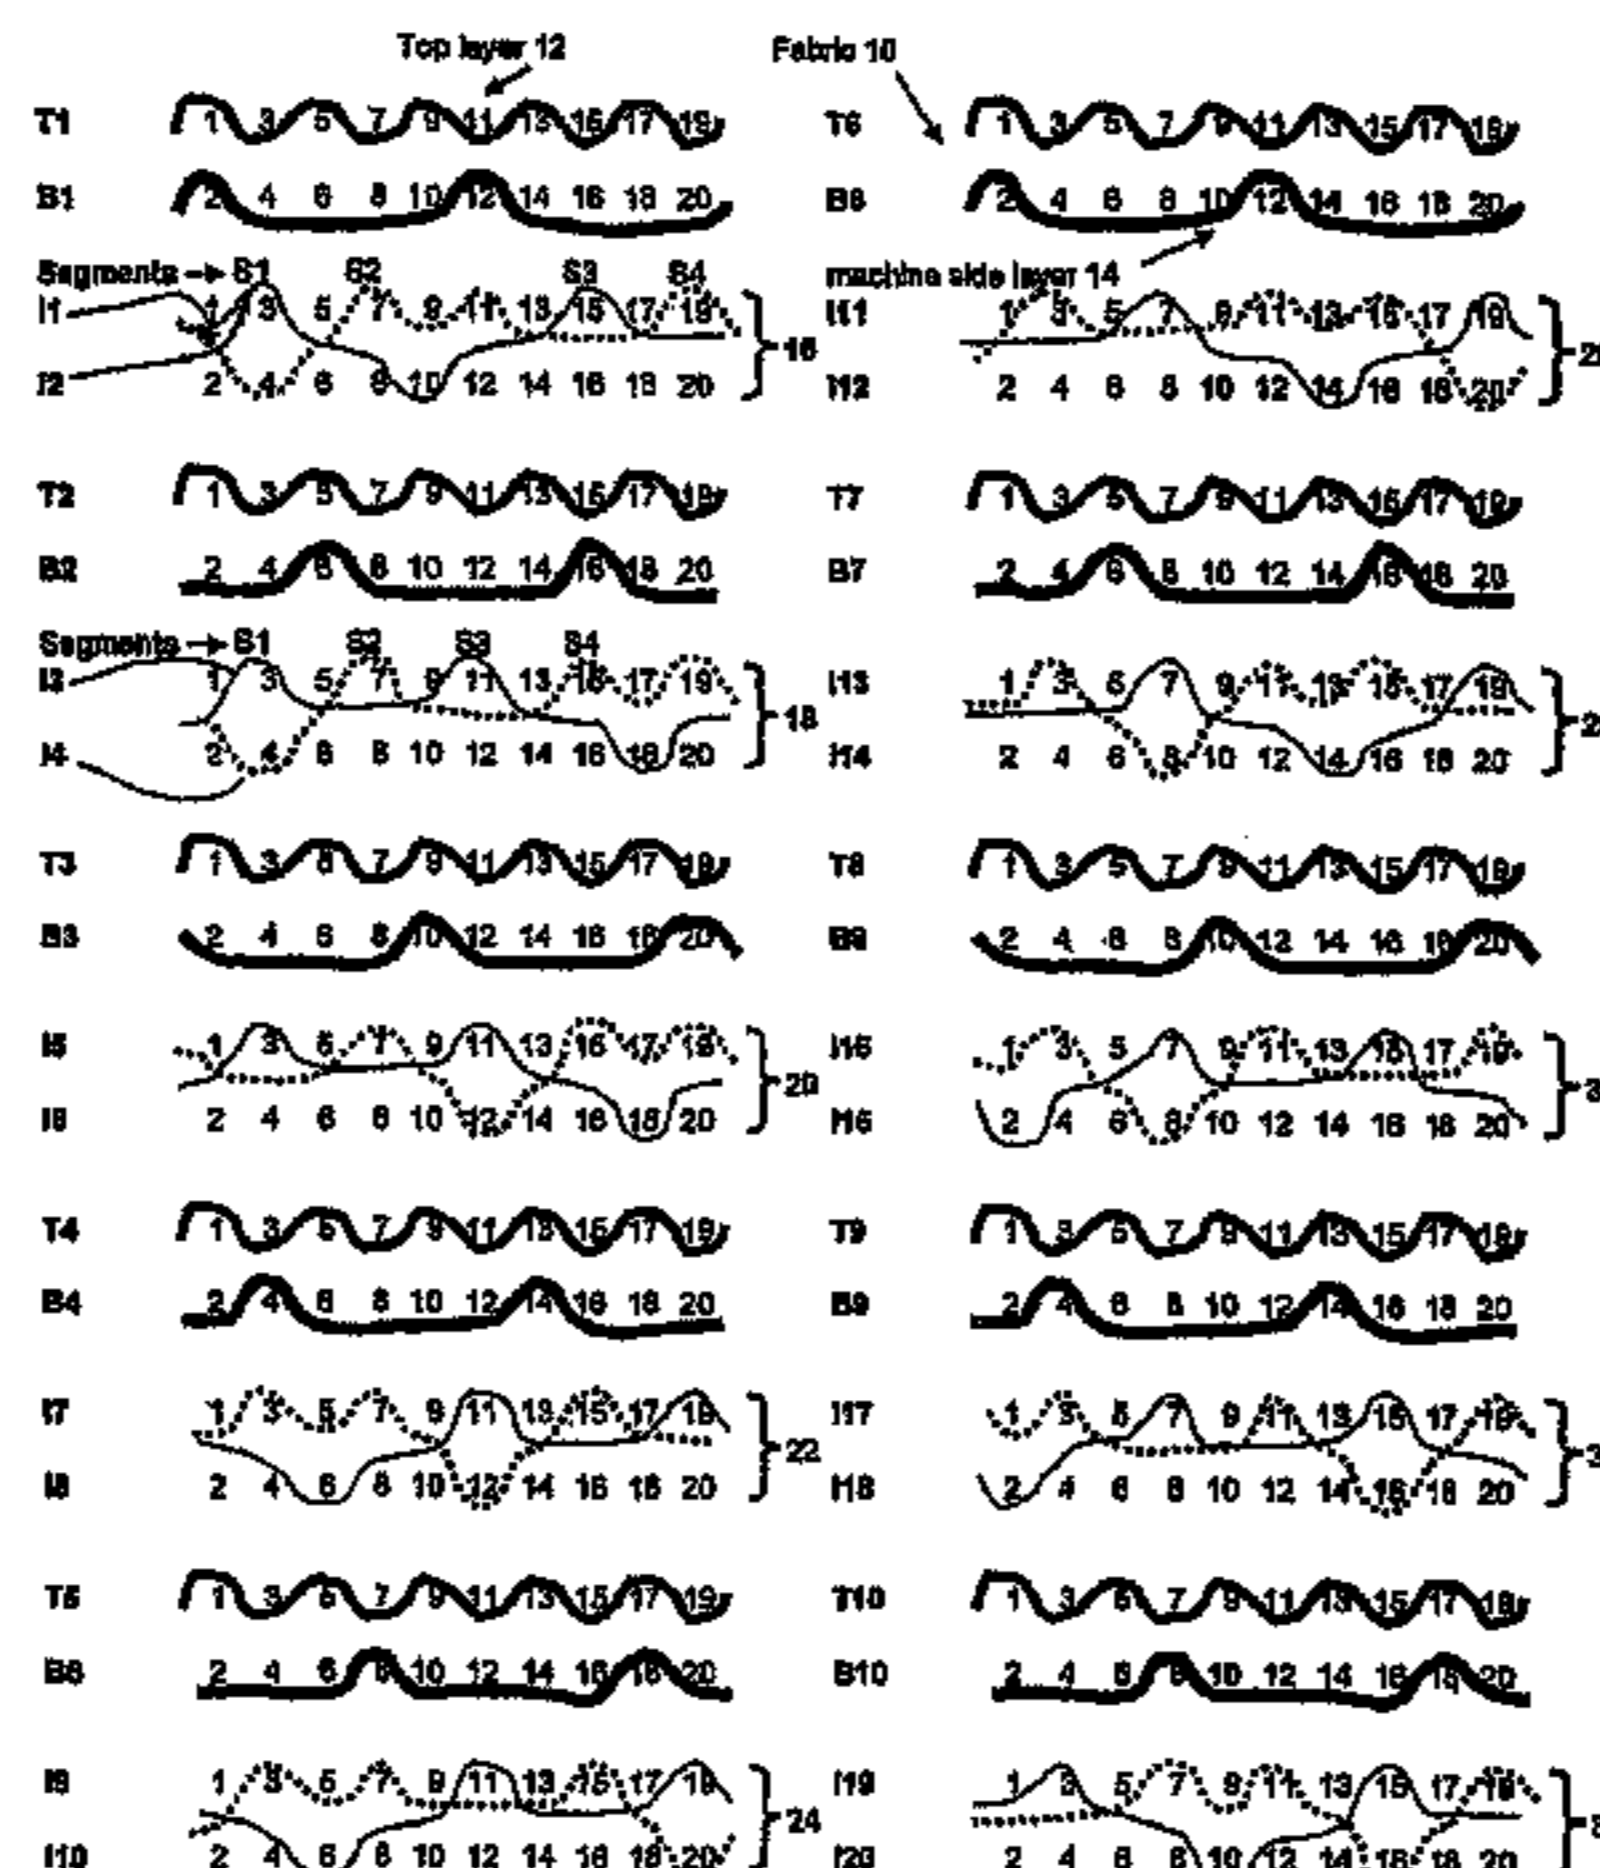 Top layer 12 Fabric 10
T1 1 3 5 7 9 11 13 15 17 19 T6 1 3 5 7 9 11 13 15 17 19
B1 2 4 6 8 10 12 14 16 18 20 B6 2 4 6 8 10 12 14 16 18 20
Segments S1 S2 S3 S4 machine side layer 14
I1 1 3 5 7 9 11 13 15 17 19 I11 1 3 5 7 9 11 13 15 17 19
16
I2 2 4 6 8 10 12 14 16 18 20 I12 2 4 6 8 10 12 14 16 18 20
T2 1 3 5 7 9 11 13 15 17 19 T7 1 3 5 7 9 11 13 15 17 19
B2 2 4 6 8 10 12 14 16 18 20 B7 2 4 6 8 10 12 14 16 18 20
Segments S1 S2 S3 S4
I3 1 3 5 7 9 11 13 15 17 19 I13 1 3 5 7 9 11 13 15 17 19
18
I4 2 4 6 8 10 12 14 16 18 20 I14 2 4 6 8 10 12 14 16 18 20
T3 1 3 5 7 9 11 13 15 17 19 T8 1 3 5 7 9 11 13 15 17 19
B3 2 4 6 8 10 12 14 16 18 20 B8 2 4 6 8 10 12 14 16 18 20
I5 1 3 5 7 9 11 13 15 17 19 I15 1 3 5 7 9 11 13 15 17 19
20
I6 2 4 6 8 10 12 14 16 18 20 I16 2 4 6 8 10 12 14 16 18 20
T4 1 3 5 7 9 11 13 15 17 19 T9 1 3 5 7 9 11 13 15 17 19
B4 2 4 6 8 10 12 14 16 18 20 B9 2 4 6 8 10 12 14 16 18 20
I7 1 3 5 7 9 11 13 15 17 19 I17 1 3 5 7 9 11 13 15 17 19
22
I8 2 4 6 8 10 12 14 16 18 20 I18 2 4 6 8 10 12 14 16 18 20
T5 1 3 5 7 9 11 13 15 17 19 T10 1 3 5 7 9 11 13 15 17 19
B5 2 4 6 8 10 12 14 16 18 20 B10 2 4 6 8 10 12 14 16 18 20
I9 1 3 5 7 9 11 13 15 17 19 I19 1 3 5 7 9 11 13 15 17 19
24
I10 2 4 6 8 10 12 14 16 18 20 I20 2 4 6 8 10 12 14 16 18 20